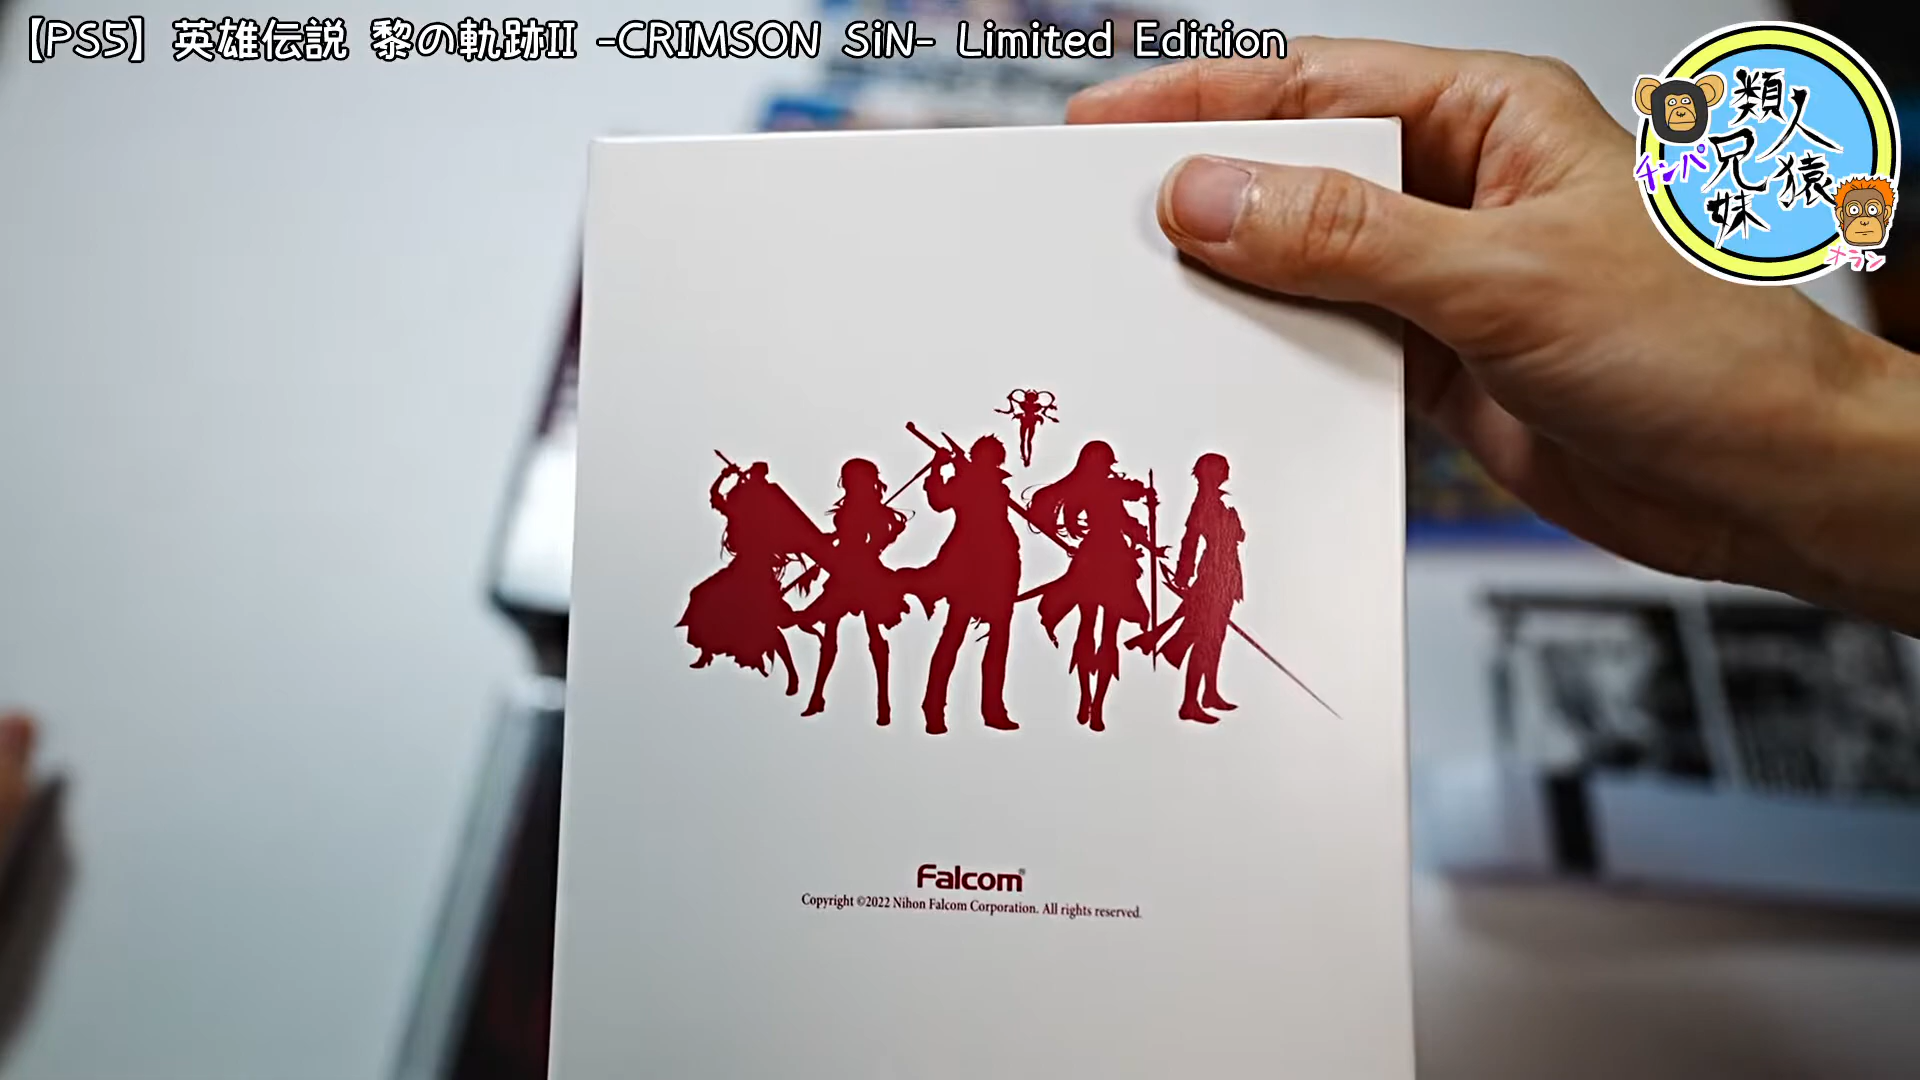 【PS5】英雄伝説 黎の軌跡II -CRIMSON SiN- Limited Edition
類人猿
兄妹
チンパ
オラン
Falcom®
Copyright ©2022 Nihon Falcom Corporation. All rights reserved.